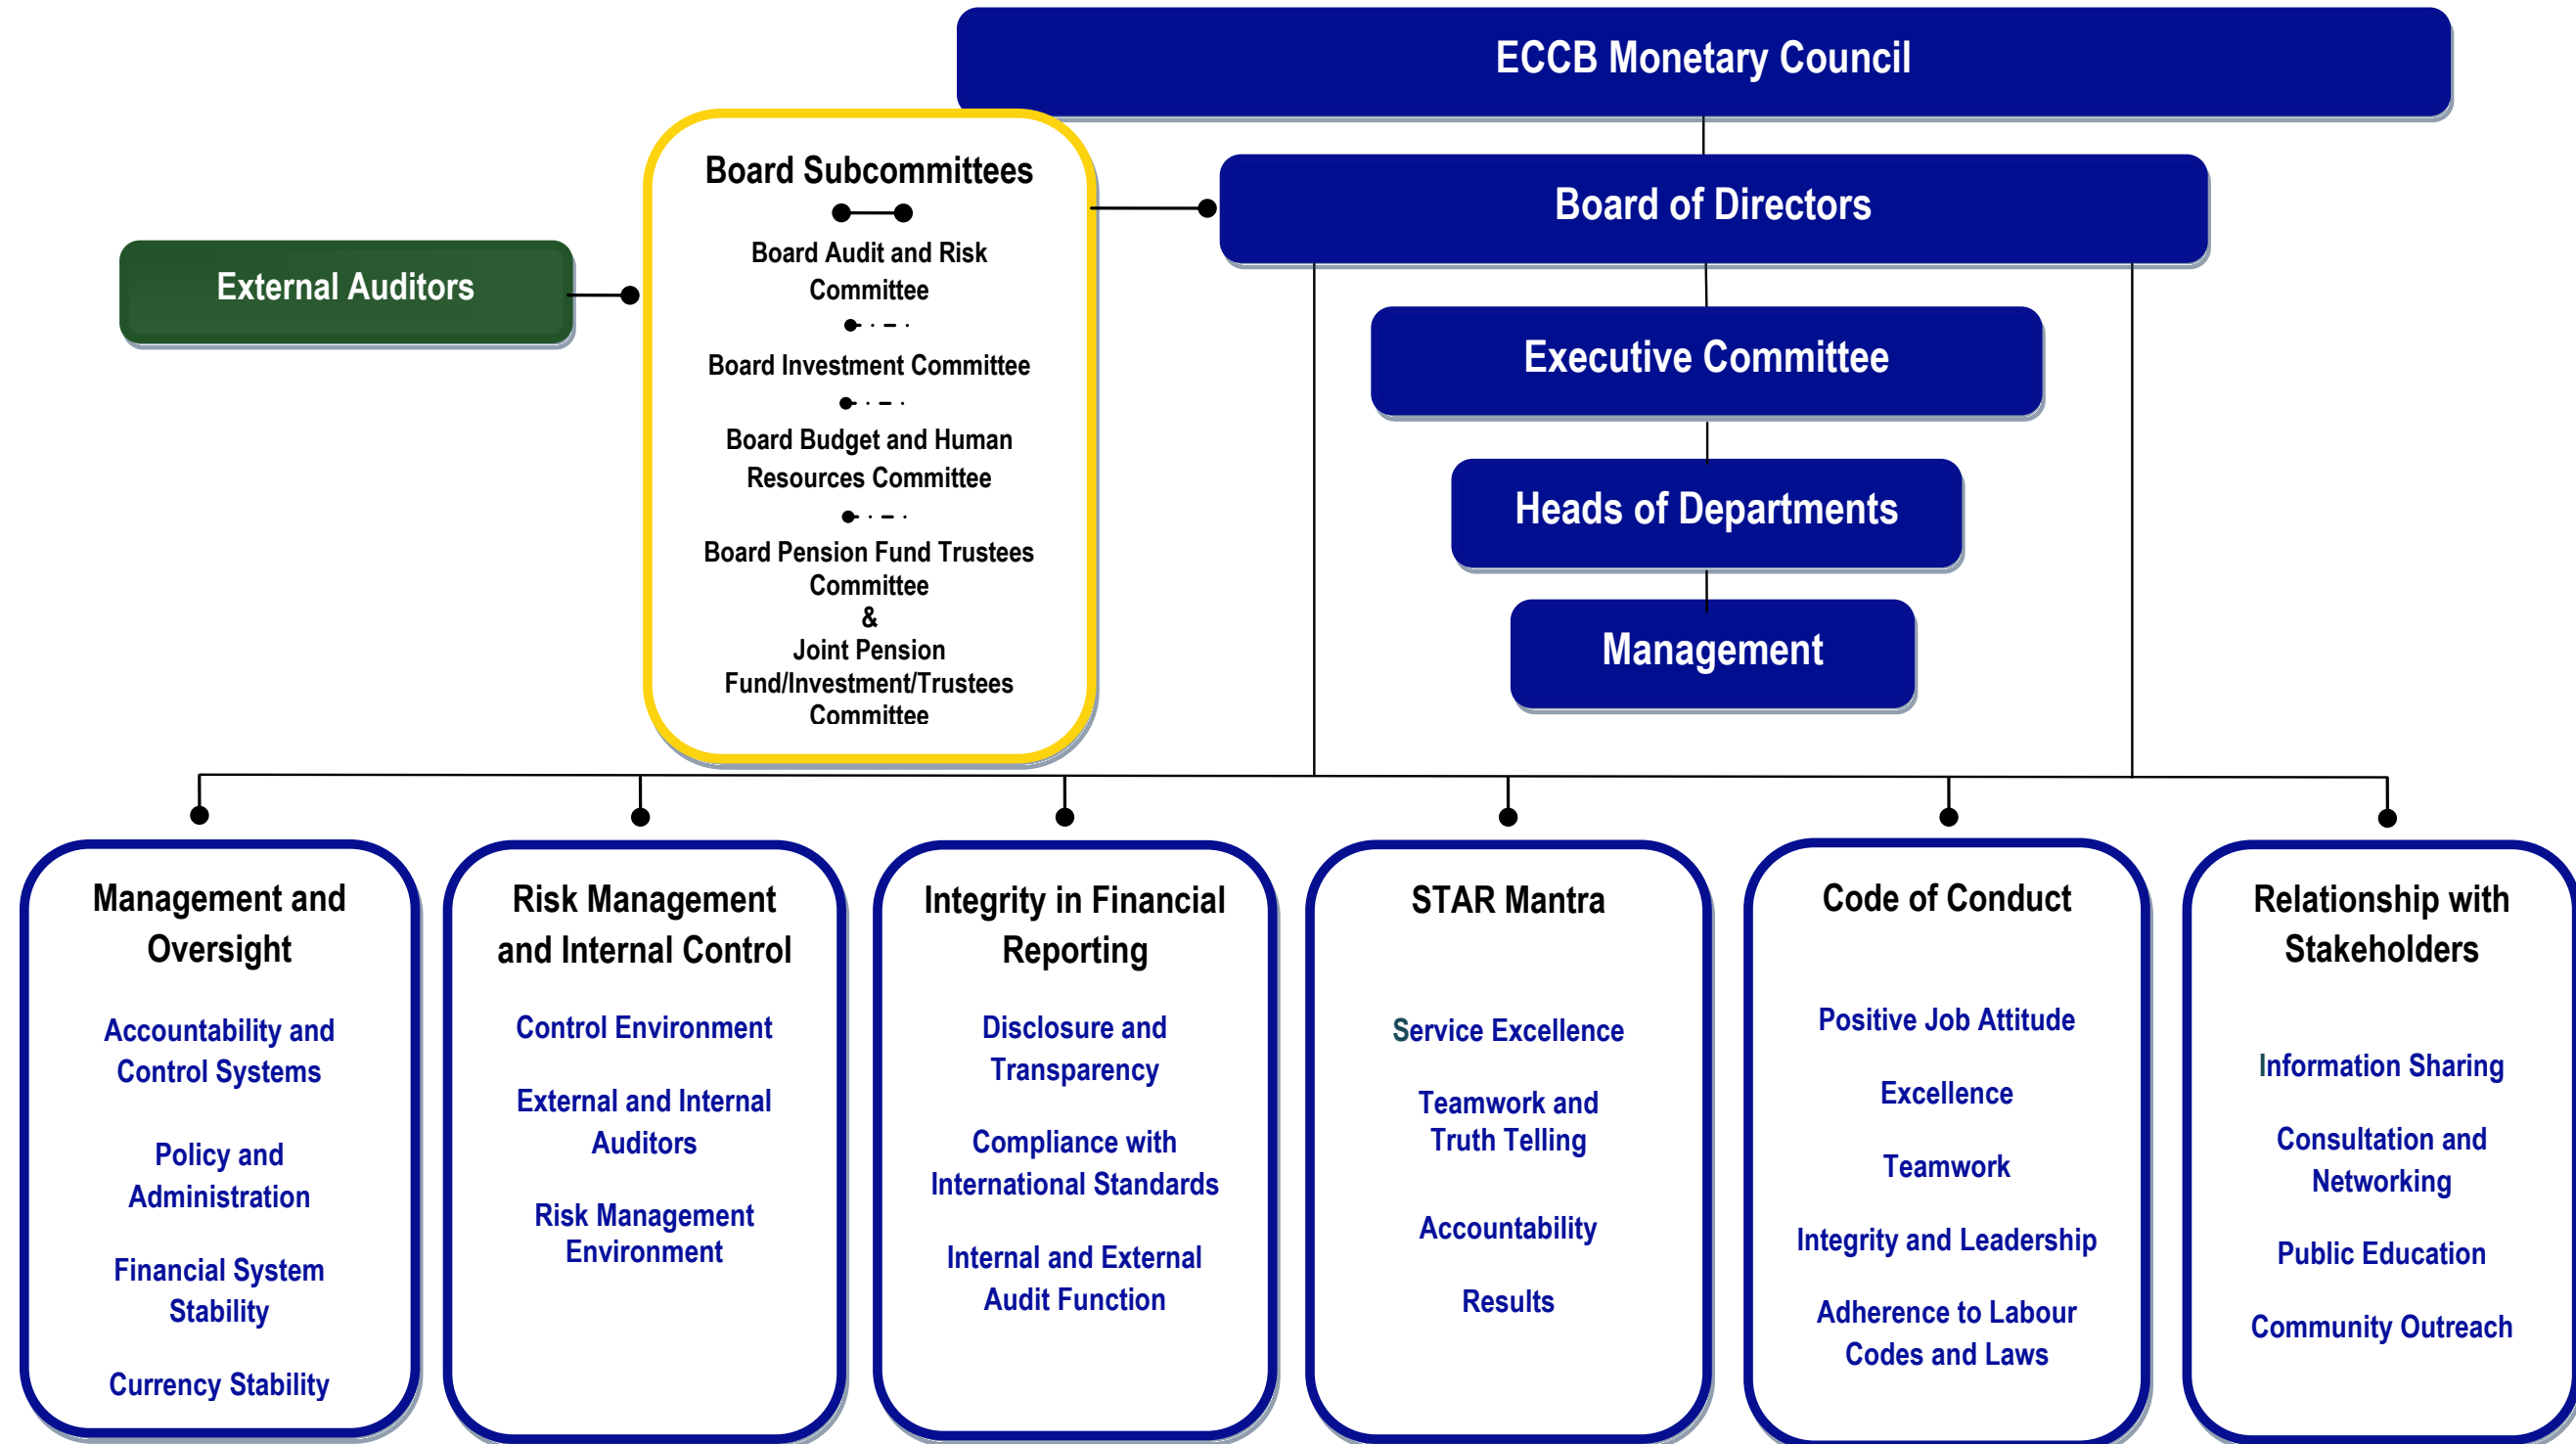 ECCB Monetary Council
Board Subcommittees
Board Audit and Risk
Committee
Board Investment Committee
Board Budget and Human
Resources Committee
Board Pension Fund Trustees
Committee
&
Joint Pension
Fund/Investment/Trustees
Committee
Board of Directors
External Auditors
Executive Committee
Heads of Departments
Management
Management and
Oversight
Accountability and
Control Systems
Policy and
Administration
Financial System
Stability
Currency Stability
Risk Management
and Internal Control
Control Environment
External and Internal
Auditors
Risk Management
Environment
Integrity in Financial
Reporting
Disclosure and
Transparency
Compliance with
International Standards
Internal and External
Audit Function
STAR Mantra
Service Excellence
Teamwork and
Truth Telling
Accountability
Results
Code of Conduct
Positive Job Attitude
Excellence
Teamwork
Integrity and Leadership
Adherence to Labour
Codes and Laws
Relationship with
Stakeholders
Information Sharing
Consultation and
Networking
Public Education
Community Outreach